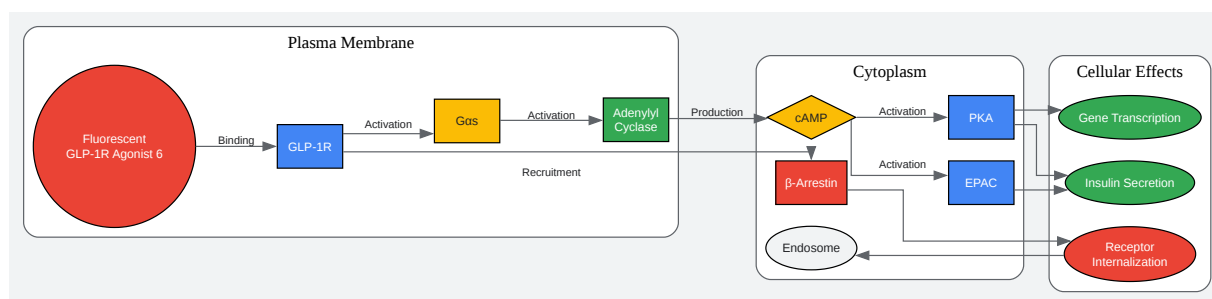 Plasma Membrane
Fluorescent
GLP-1R Agonist 6
Binding
GLP-1R
Activation
Gαs
Activation
Adenylyl
Cyclase
Production
Recruitment
Cytoplasm
cAMP
Activation
PKA
β-Arrestin
Activation
EPAC
Endosome
Cellular Effects
Gene Transcription
Insulin Secretion
Receptor
Internalization